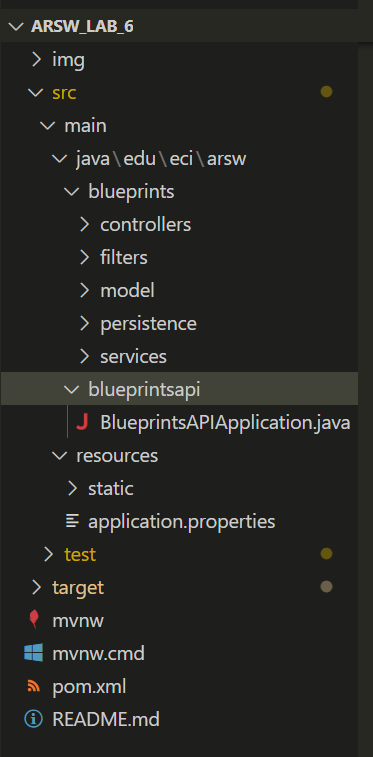 ARSW_LAB_6
img
src
main
java\edu\eci\arsw
blueprints
controllers
filters
model
persistence
services
blueprintsapi
BlueprintsAPIApplication.java
resources
static
application.properties
test
target
mvnw
mvnw.cmd
pom.xml
README.md